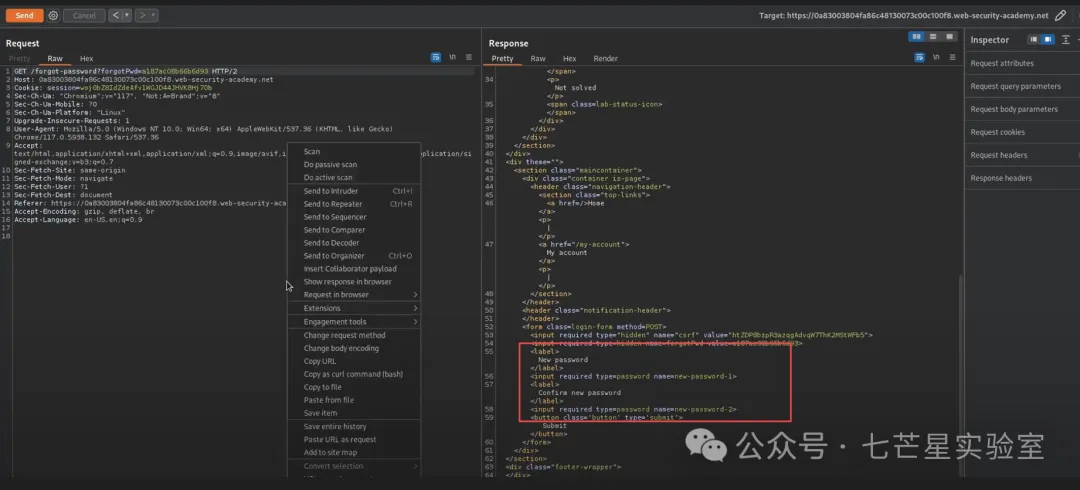 Send
Cancel
<
>
Target: https://0a83003804fa86c48130073c00c100f8.web-security-academy.net
Request
Pretty
Raw
Hex
\n
1 GET /forgot-password?forgotPwd=a187ac08b66b6d93 HTTP/2
2 Host: 0a83003804fa86c48130073c00c100f8.web-security-academy.net
3 Cookie: session=
4 Sec-Ch-Ua: "Chromium";v="117", "Not;A=Brand";v="8"
5 Sec-Ch-Ua-Mobile: ?0
6 Sec-Ch-Ua-Platform: "Linux"
7 Upgrade-Insecure-Requests: 1
8 User-Agent: Mozilla/5.0 (Windows NT 10.0; Win64; x64) AppleWebKit/537.36 (KHTML, like Gecko)
Chrome/117.0.5938.132 Safari/537.36
9 Accept:
text/html,application/xhtml+xml,application/xml;q=0.9,image/avif,i
plication/si
gned-exchange;v=b3;q=0.7
10 Sec-Fetch-Site: same-origin
11 Sec-Fetch-Mode: navigate
12 Sec-Fetch-User: ?1
13 Sec-Fetch-Dest: document
14 Referer: https://0a83003804fa86c48130073c00c100f8.web-security-aca
15 Accept-Encoding: gzip, deflate, br
16 Accept-Language: en-US,en;q=0.9
17
18
Scan
Do passive scan
Do active scan
Send to Intruder Ctrl+I
Send to Repeater Ctrl+R
Send to Sequencer
Send to Comparer
Send to Decoder
Send to Organizer Ctrl+O
Insert Collaborator payload
Show response in browser
Request in browser >
Extensions >
Engagement tools >
Change request method
Change body encoding
Copy URL
Copy as curl command (bash)
Copy to file
Paste from file
Save item
Save entire history
Paste URL as request
Add to site map
Convert selection >
Response
Pretty
Raw
Hex
Render
\n
</span>
34 <p>
Not solved
</p>
35 <span class=lab-status-icon>
</span>
36 </div>
37 </div>
38 </div>
39 </section>
40 </div>
41 <div theme="">
42 <section class="maincontainer">
43 <div class="container is-page">
44 <header class="navigation-header">
45 <section class="top-links">
46 <a href=/>Home
</a>
<p>
|
</p>
47 <a href="/my-account">
My account
</a>
<p>
|
</p>
48 </section>
49 </header>
50 <header class="notification-header">
51 </header>
52 <form class=login-form method=POST>
53 <input required type="hidden" name="csrf" value="
54 <input required type=hidden name=forgotPwd value=a187ac08b66b6d93>
55 <label>
New password
</label>
56 <input required type=password name=new-password-1>
57 <label>
Confirm new password
</label>
58 <input required type=password name=new-password-2>
59 <button class='button' type='submit'>
Submit
</button>
60 </form>
61 </div>
62 </section>
63 <div class="footer-wrapper">
64 </div>
Inspector
Request attributes
Request query parameters
Request body parameters
Request cookies
Request headers
Response headers
公众号 · 七芒星实验室